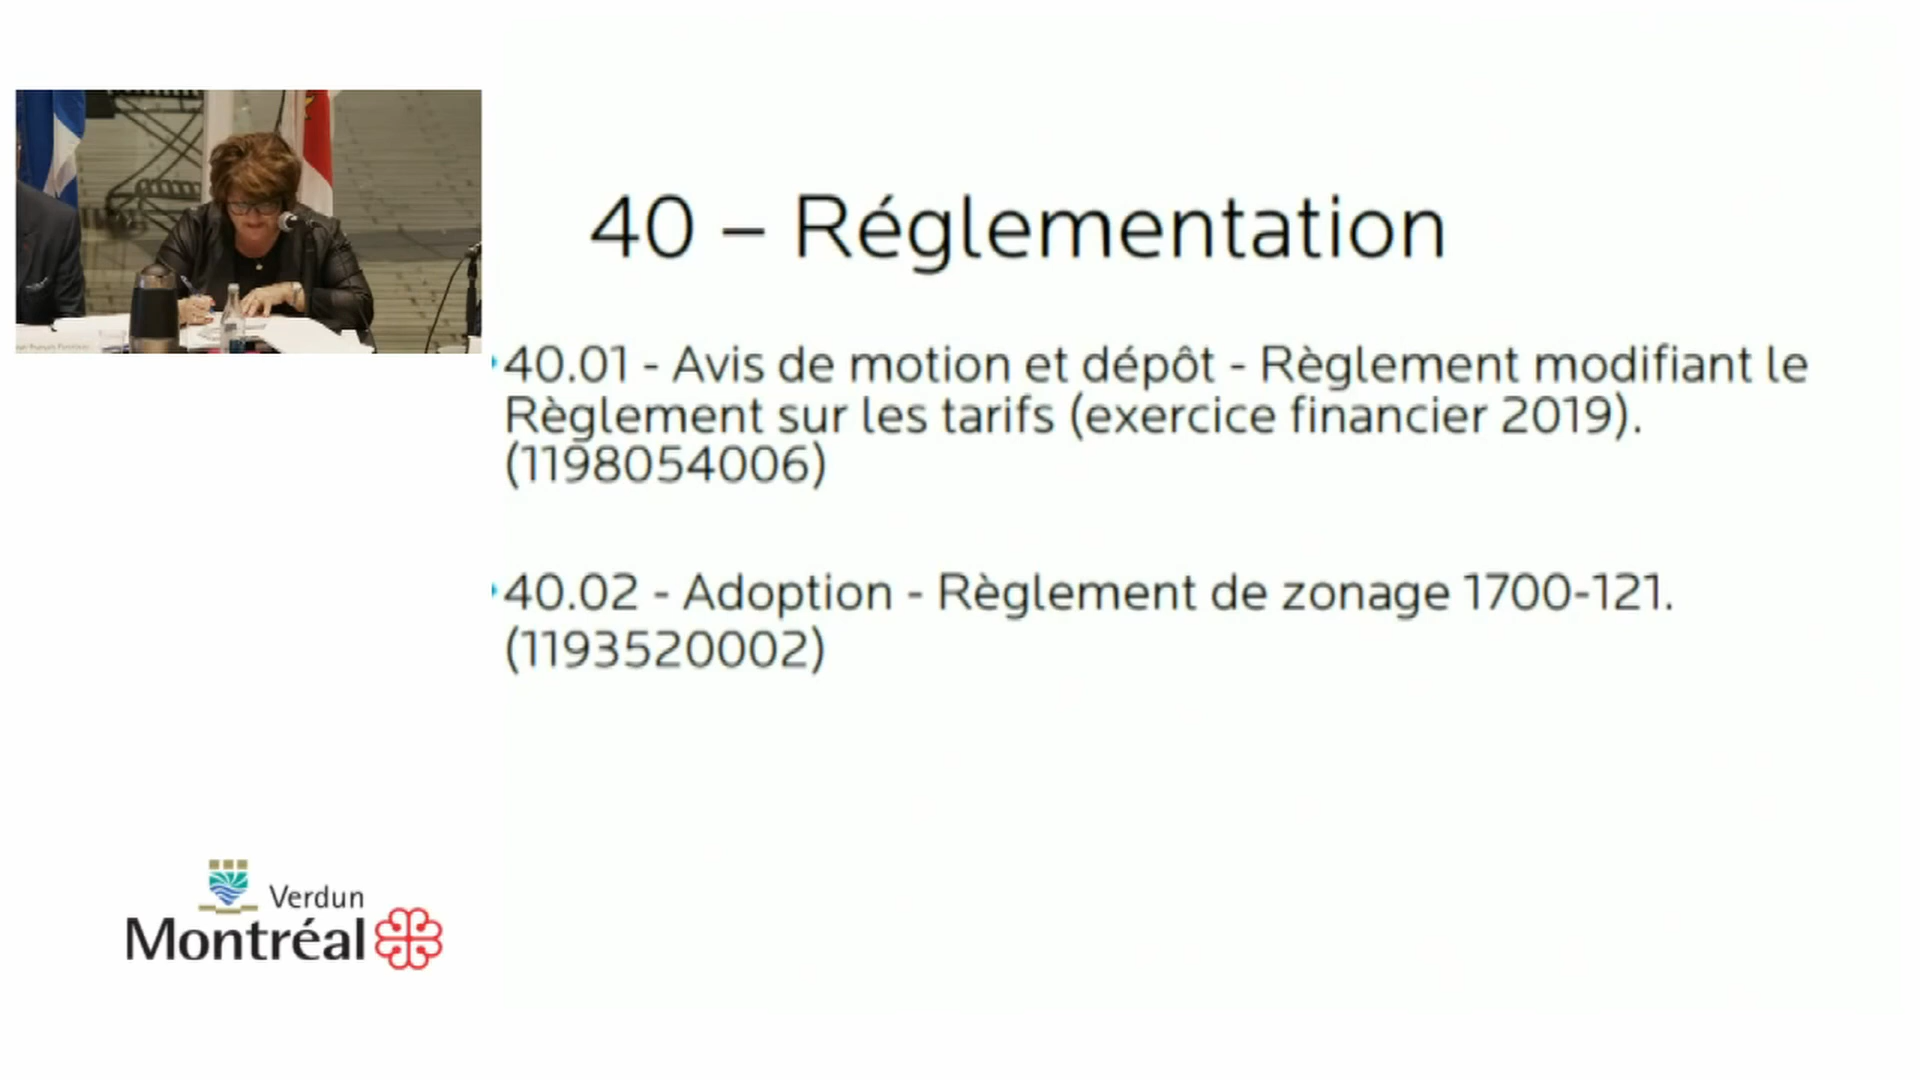 40 – Réglementation
40.01 - Avis de motion et dépôt - Règlement modifiant le
Règlement sur les tarifs (exercice financier 2019).
(1198054006)
40.02 - Adoption - Règlement de zonage 1700-121.
(1193520002)
Verdun
Montréal